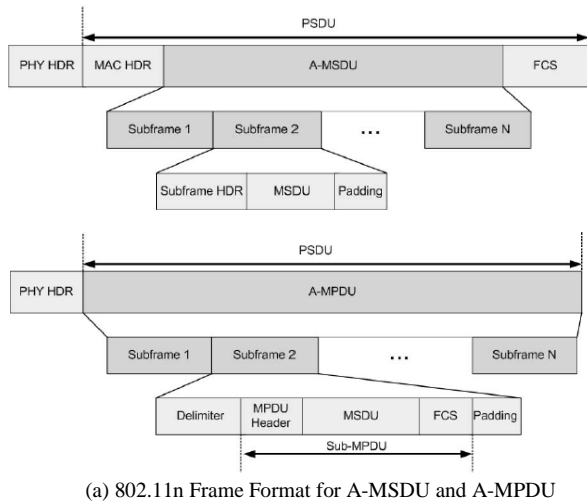 PSDU
PHY HDR MAC HDR A-MSDU FCS
Subframe 1 Subframe 2 ... Subframe N
Subframe HDR MSDU Padding
PSDU
PHY HDR A-MPDU
Subframe 1 Subframe 2 ... Subframe N
Delimiter MPDU Header MSDU FCS Padding
Sub-MPDU
(a) 802.11n Frame Format for A-MSDU and A-MPDU